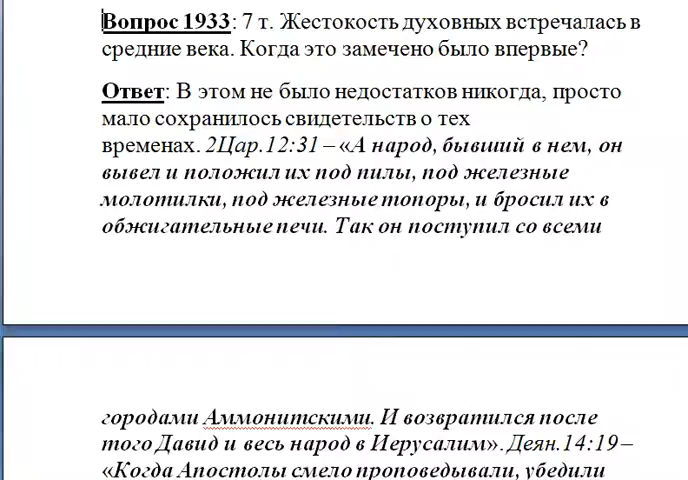 Вопрос 1933: 7 т. Жестокость духовных встречалась в
средние века. Когда это замечено было впервые?
Ответ: В этом не было недостатков никогда, просто
мало сохранилось свидетельств о тех
временах. 2Цар.12:31 – «А народ, бывший в нем, он
вывел и положил их под пилы, под железные
молотилки, под железные топоры, и бросил их в
обжигательные печи. Так он поступил со всеми
городами Аммонитскими. И возвратился после
того Давид и весь народ в Иерусалим». Деян.14:19 –
«Когда Апостолы смело проповедывали, убедили